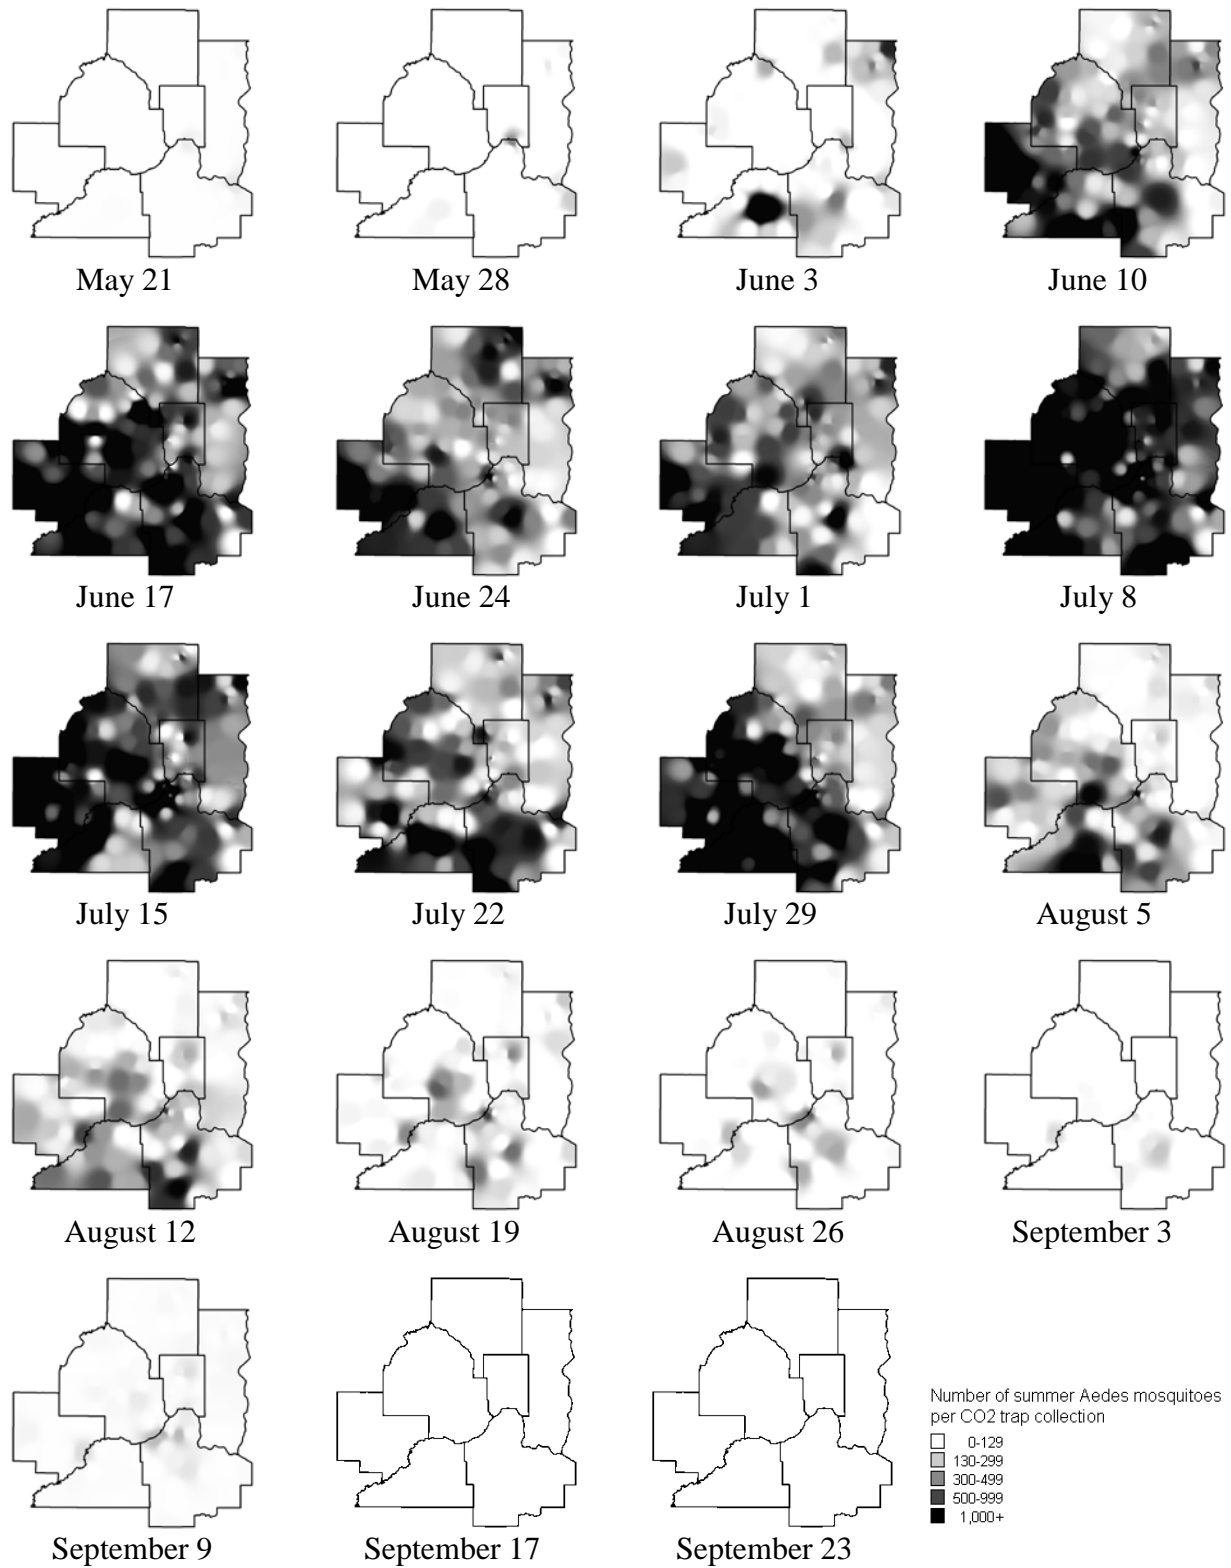 May 21
May 28
June 3
June 10
June 17
June 24
July 1
July 8
July 15
July 22
July 29
August 5
August 12
August 19
August 26
September 3
September 9
September 17
September 23
Number of summer Aedes mosquitoes
per CO2 trap collection
0-129
130-299
300-499
500-999
1,000+